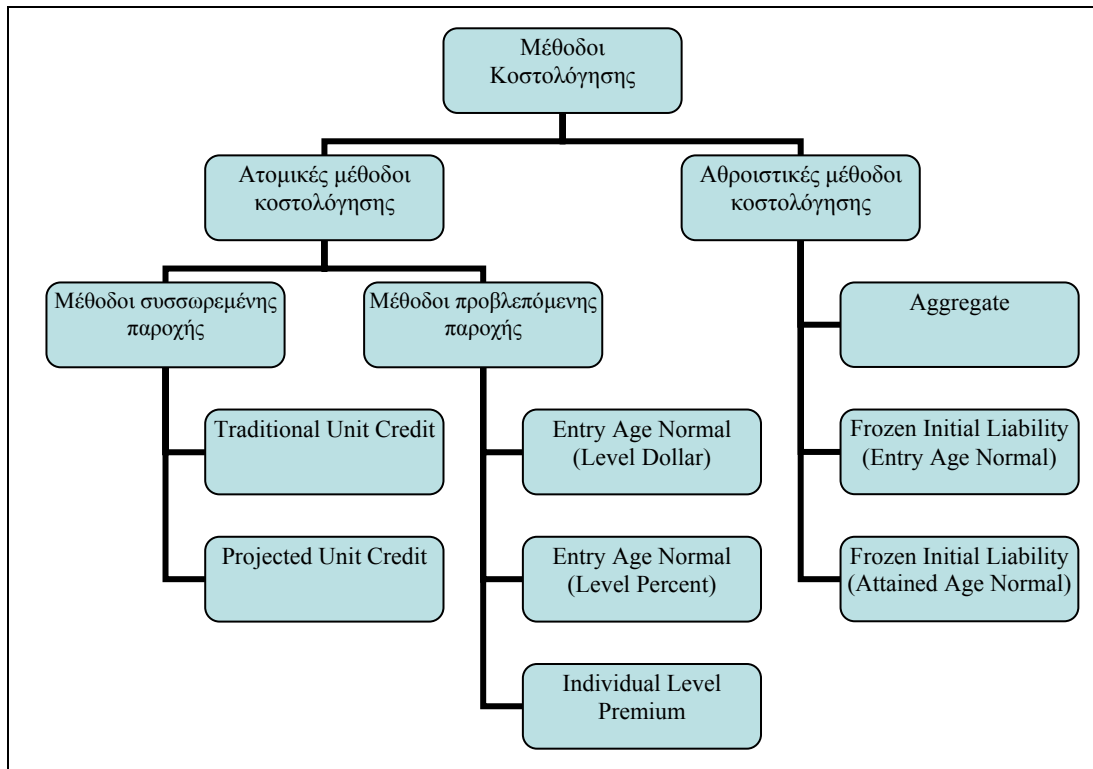 Μέθοδοι
Κοστολόγησης
Ατομικές μέθοδοι
κοστολόγησης
Αθροιστικές μέθοδοι
κοστολόγησης
Μέθοδοι συσσωρεμένης
παροχής
Μέθοδοι προβλεπόμενης
παροχής
Aggregate
Traditional Unit Credit
Entry Age Normal
(Level Dollar)
Frozen Initial Liability
(Entry Age Normal)
Projected Unit Credit
Entry Age Normal
(Level Percent)
Frozen Initial Liability
(Attained Age Normal)
Individual Level
Premium